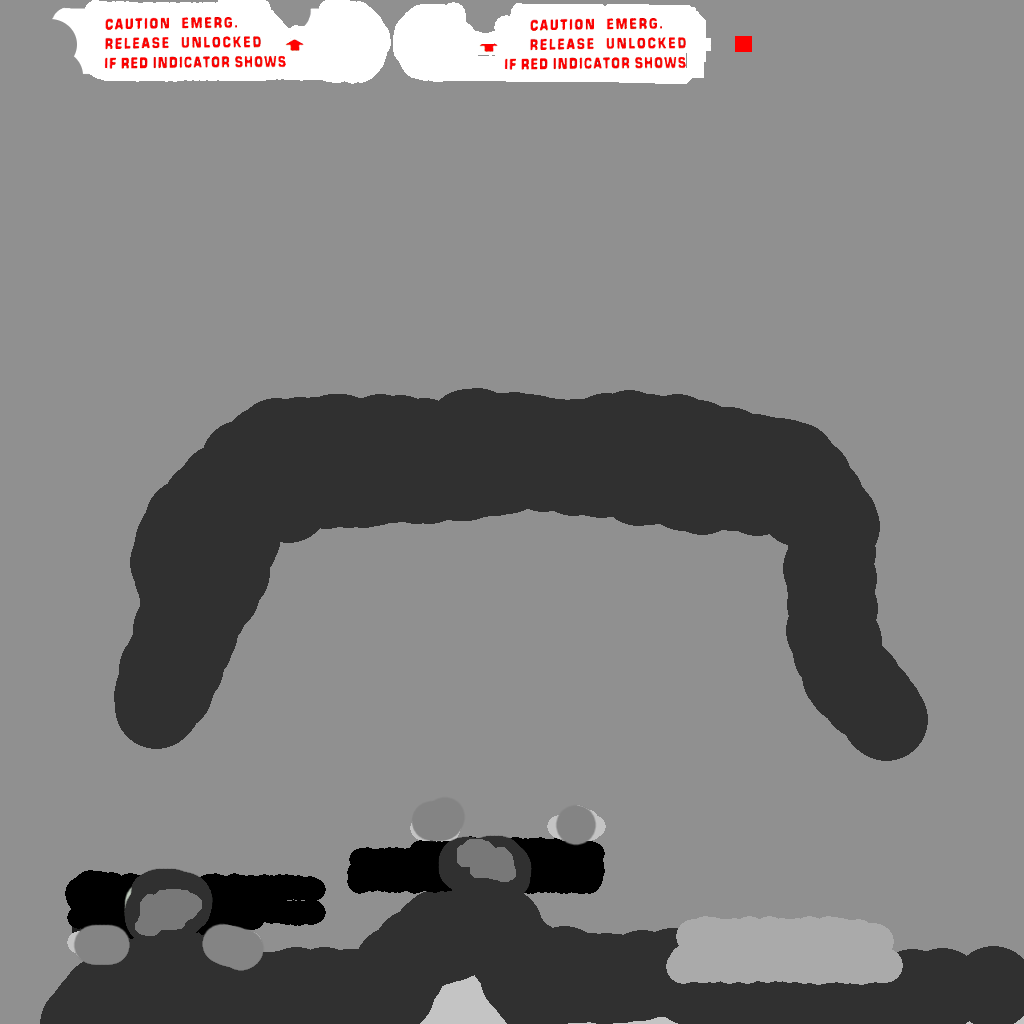 CAUTION EMERG.
RELEASE UNLOCKED
IF RED INDICATOR SHOWS
CAUTION EMERG.
RELEASE UNLOCKED
IF RED INDICATOR SHOWS